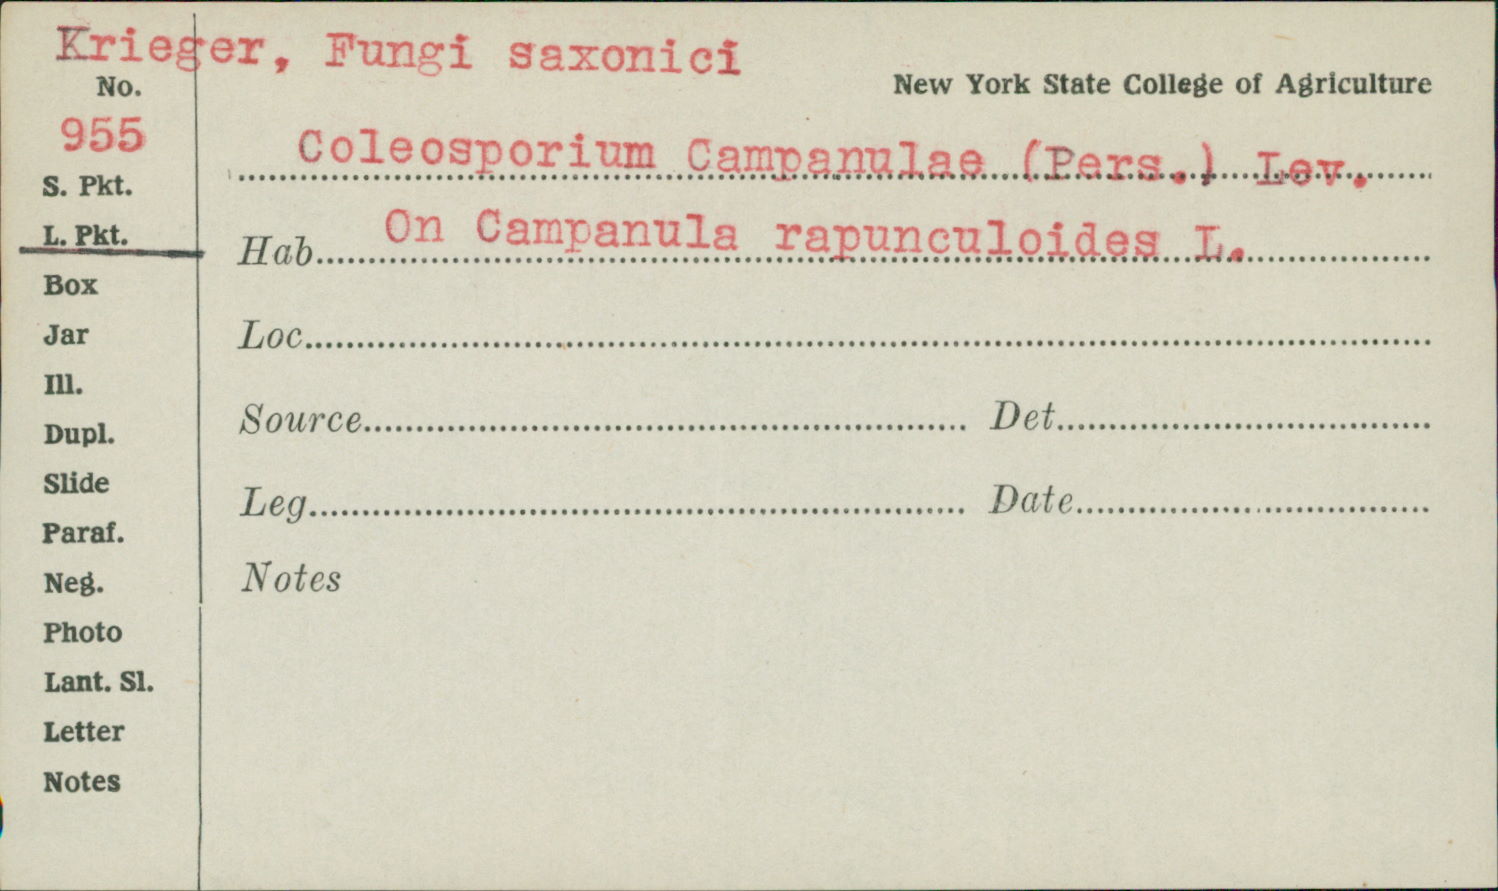 Krieger, Fungi saxonici
No.
New York State College of Agriculture
955
Coleosporium Campanulae (Pers.) Lev.
S. Pkt.
L. Pkt.
Hab. On Campanula rapunculoides L.
Box
Jar
Loc.
Ill.
Dupl.
Source Det.
Slide
Leg. Date
Paraf.
Neg.
Notes
Photo
Lant. Sl.
Letter
Notes